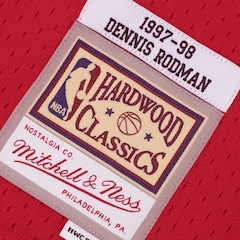 1997-98
DENNIS RODMAN
NBA
HARDWOOD
CLASSICS
NOSTALGIA CO.
Mitchell & Ness
PHILADELPHIA, PA.